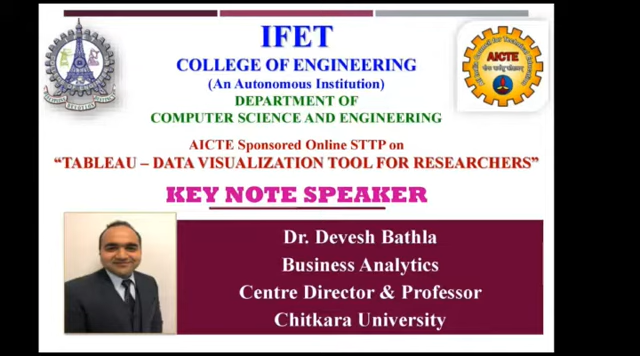 IFET
COLLEGE OF ENGINEERING
(An Autonomous Institution)
DEPARTMENT OF
COMPUTER SCIENCE AND ENGINEERING
AICTE
AICTE Sponsored Online STTP on
“TABLEAU – DATA VISUALIZATION TOOL FOR RESEARCHERS”
KEY NOTE SPEAKER
Dr. Devesh Bathla
Business Analytics
Centre Director & Professor
Chitkara University